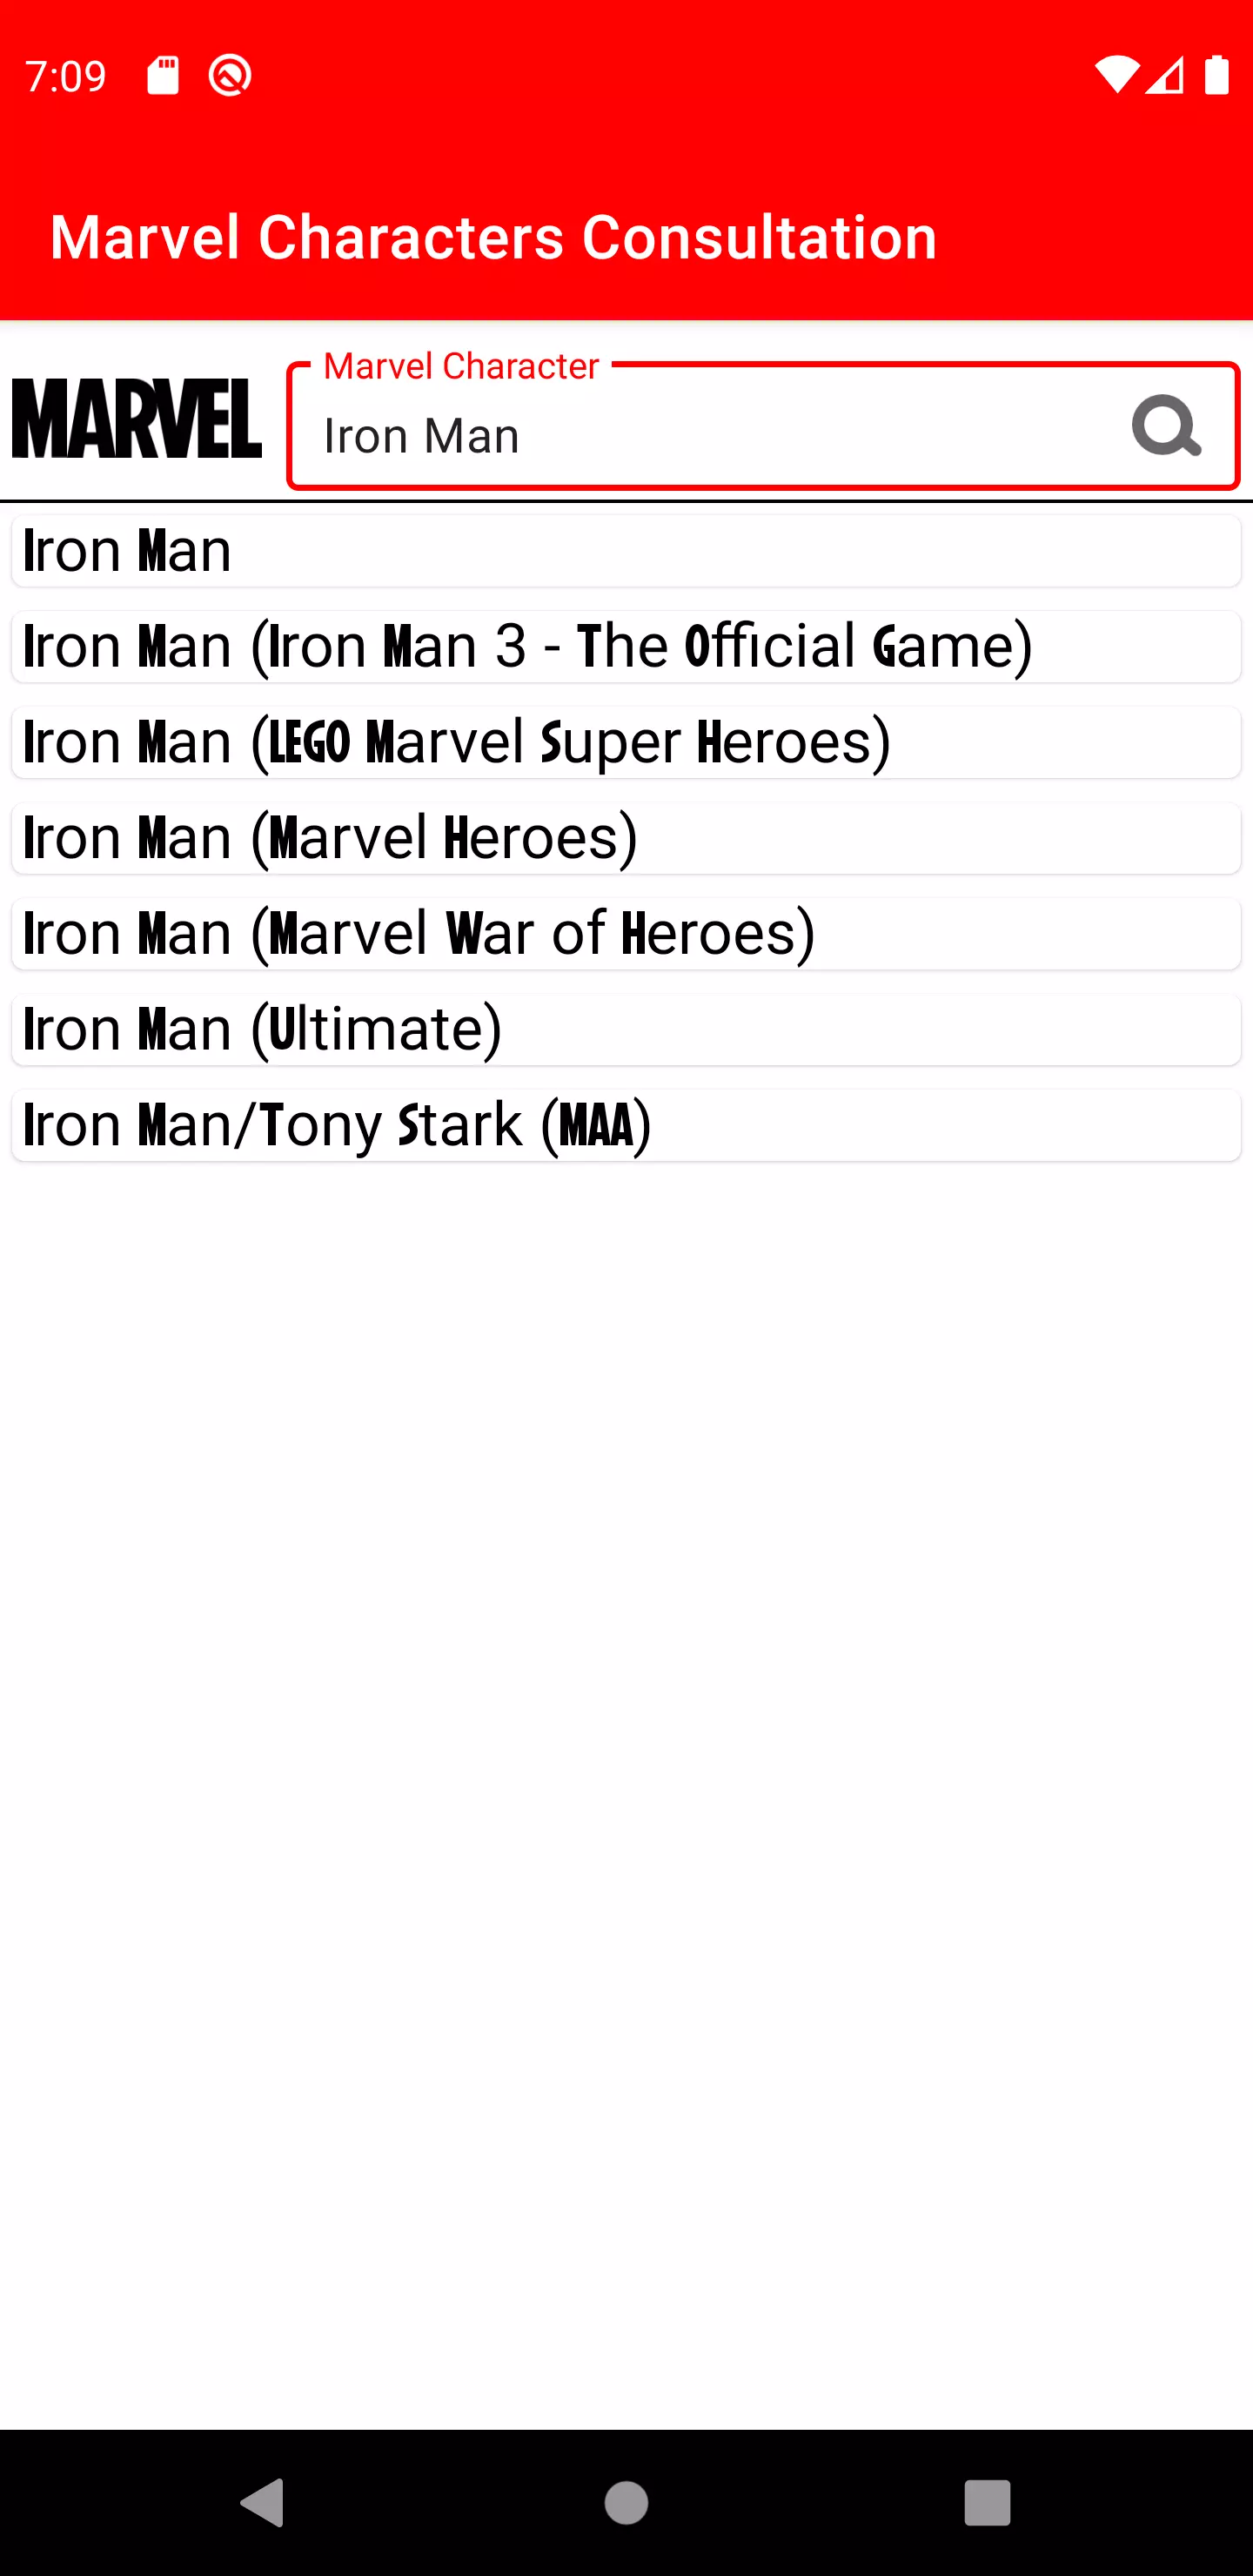 7:09
Marvel Characters Consultation
MARVEL
Marvel Character
Iron Man
Iron Man
Iron Man (Iron Man 3 - The Official Game)
Iron Man (LEGO Marvel Super Heroes)
Iron Man (Marvel Heroes)
Iron Man (Marvel War of Heroes)
Iron Man (Ultimate)
Iron Man/Tony Stark (MAA)